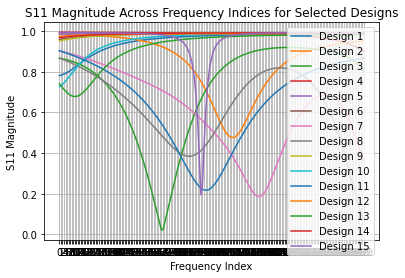 S11 Magnitude Across Frequency Indices for Selected Designs
S11 Magnitude
1.0
0.8
0.6
0.4
0.2
0.0
Frequency Index
Design 1
Design 2
Design 3
Design 4
Design 5
Design 6
Design 7
Design 8
Design 9
Design 10
Design 11
Design 12
Design 13
Design 14
Design 15